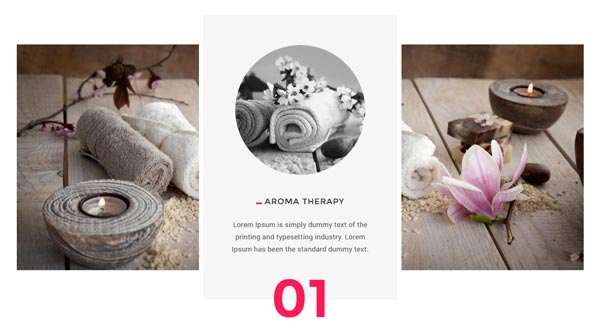 AROMA THERAPY
Lorem Ipsum is simply dummy text of the
printing and typesetting industry. Lorem
Ipsum has been the standard dummy text.
01